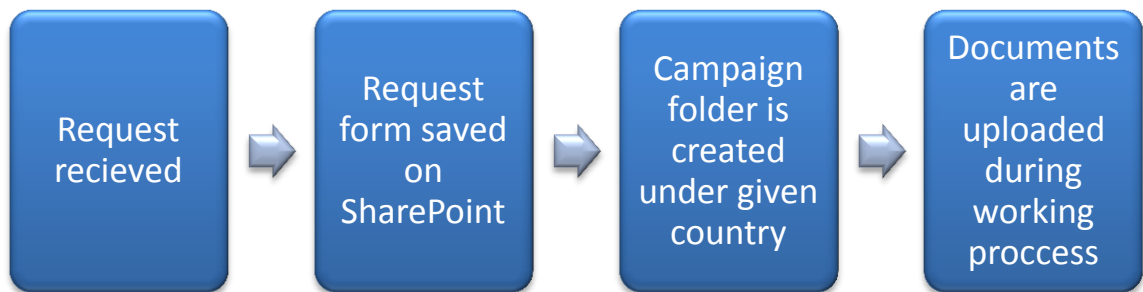 Request
recieved
Request
form saved
on
SharePoint
Campaign
folder is
created
under given
country
Documents
are
uploaded
during
working
proccess